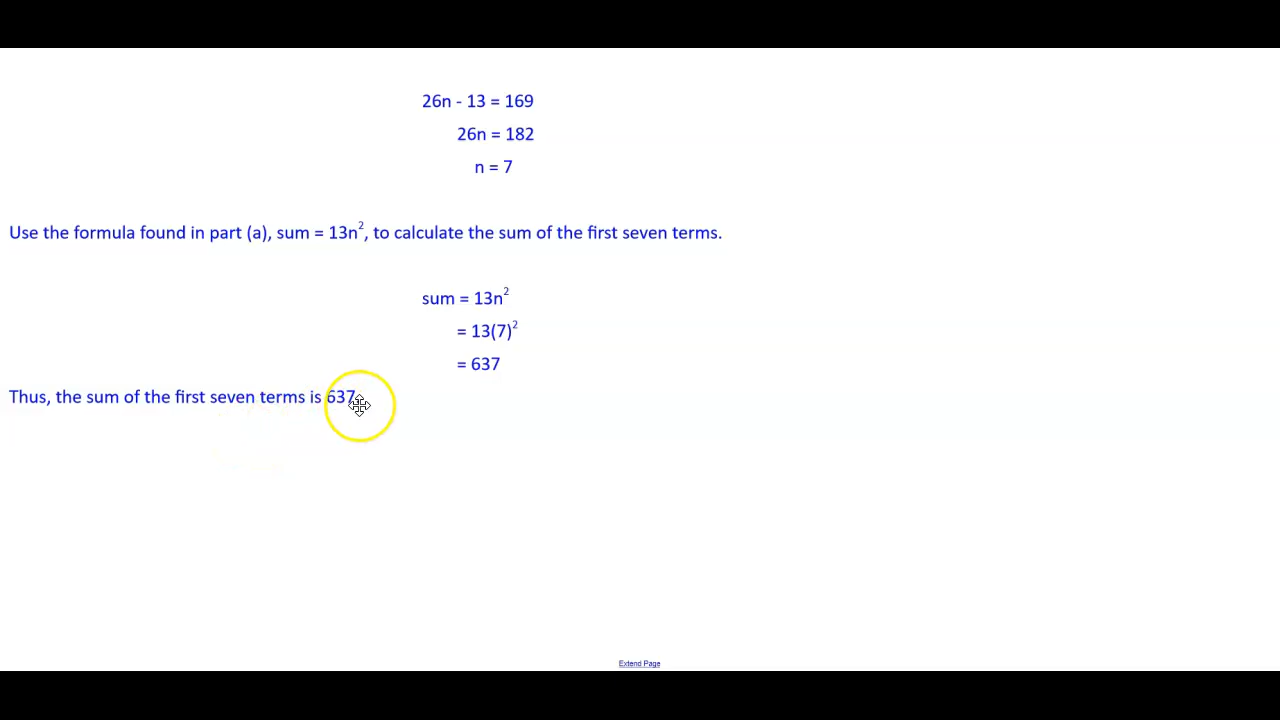 26n - 13 = 169
26n = 182
n = 7
Use the formula found in part (a), sum = 13n², to calculate the sum of the first seven terms.
sum = 13n²
= 13(7)²
= 637
Thus, the sum of the first seven terms is 637.
Extend Page